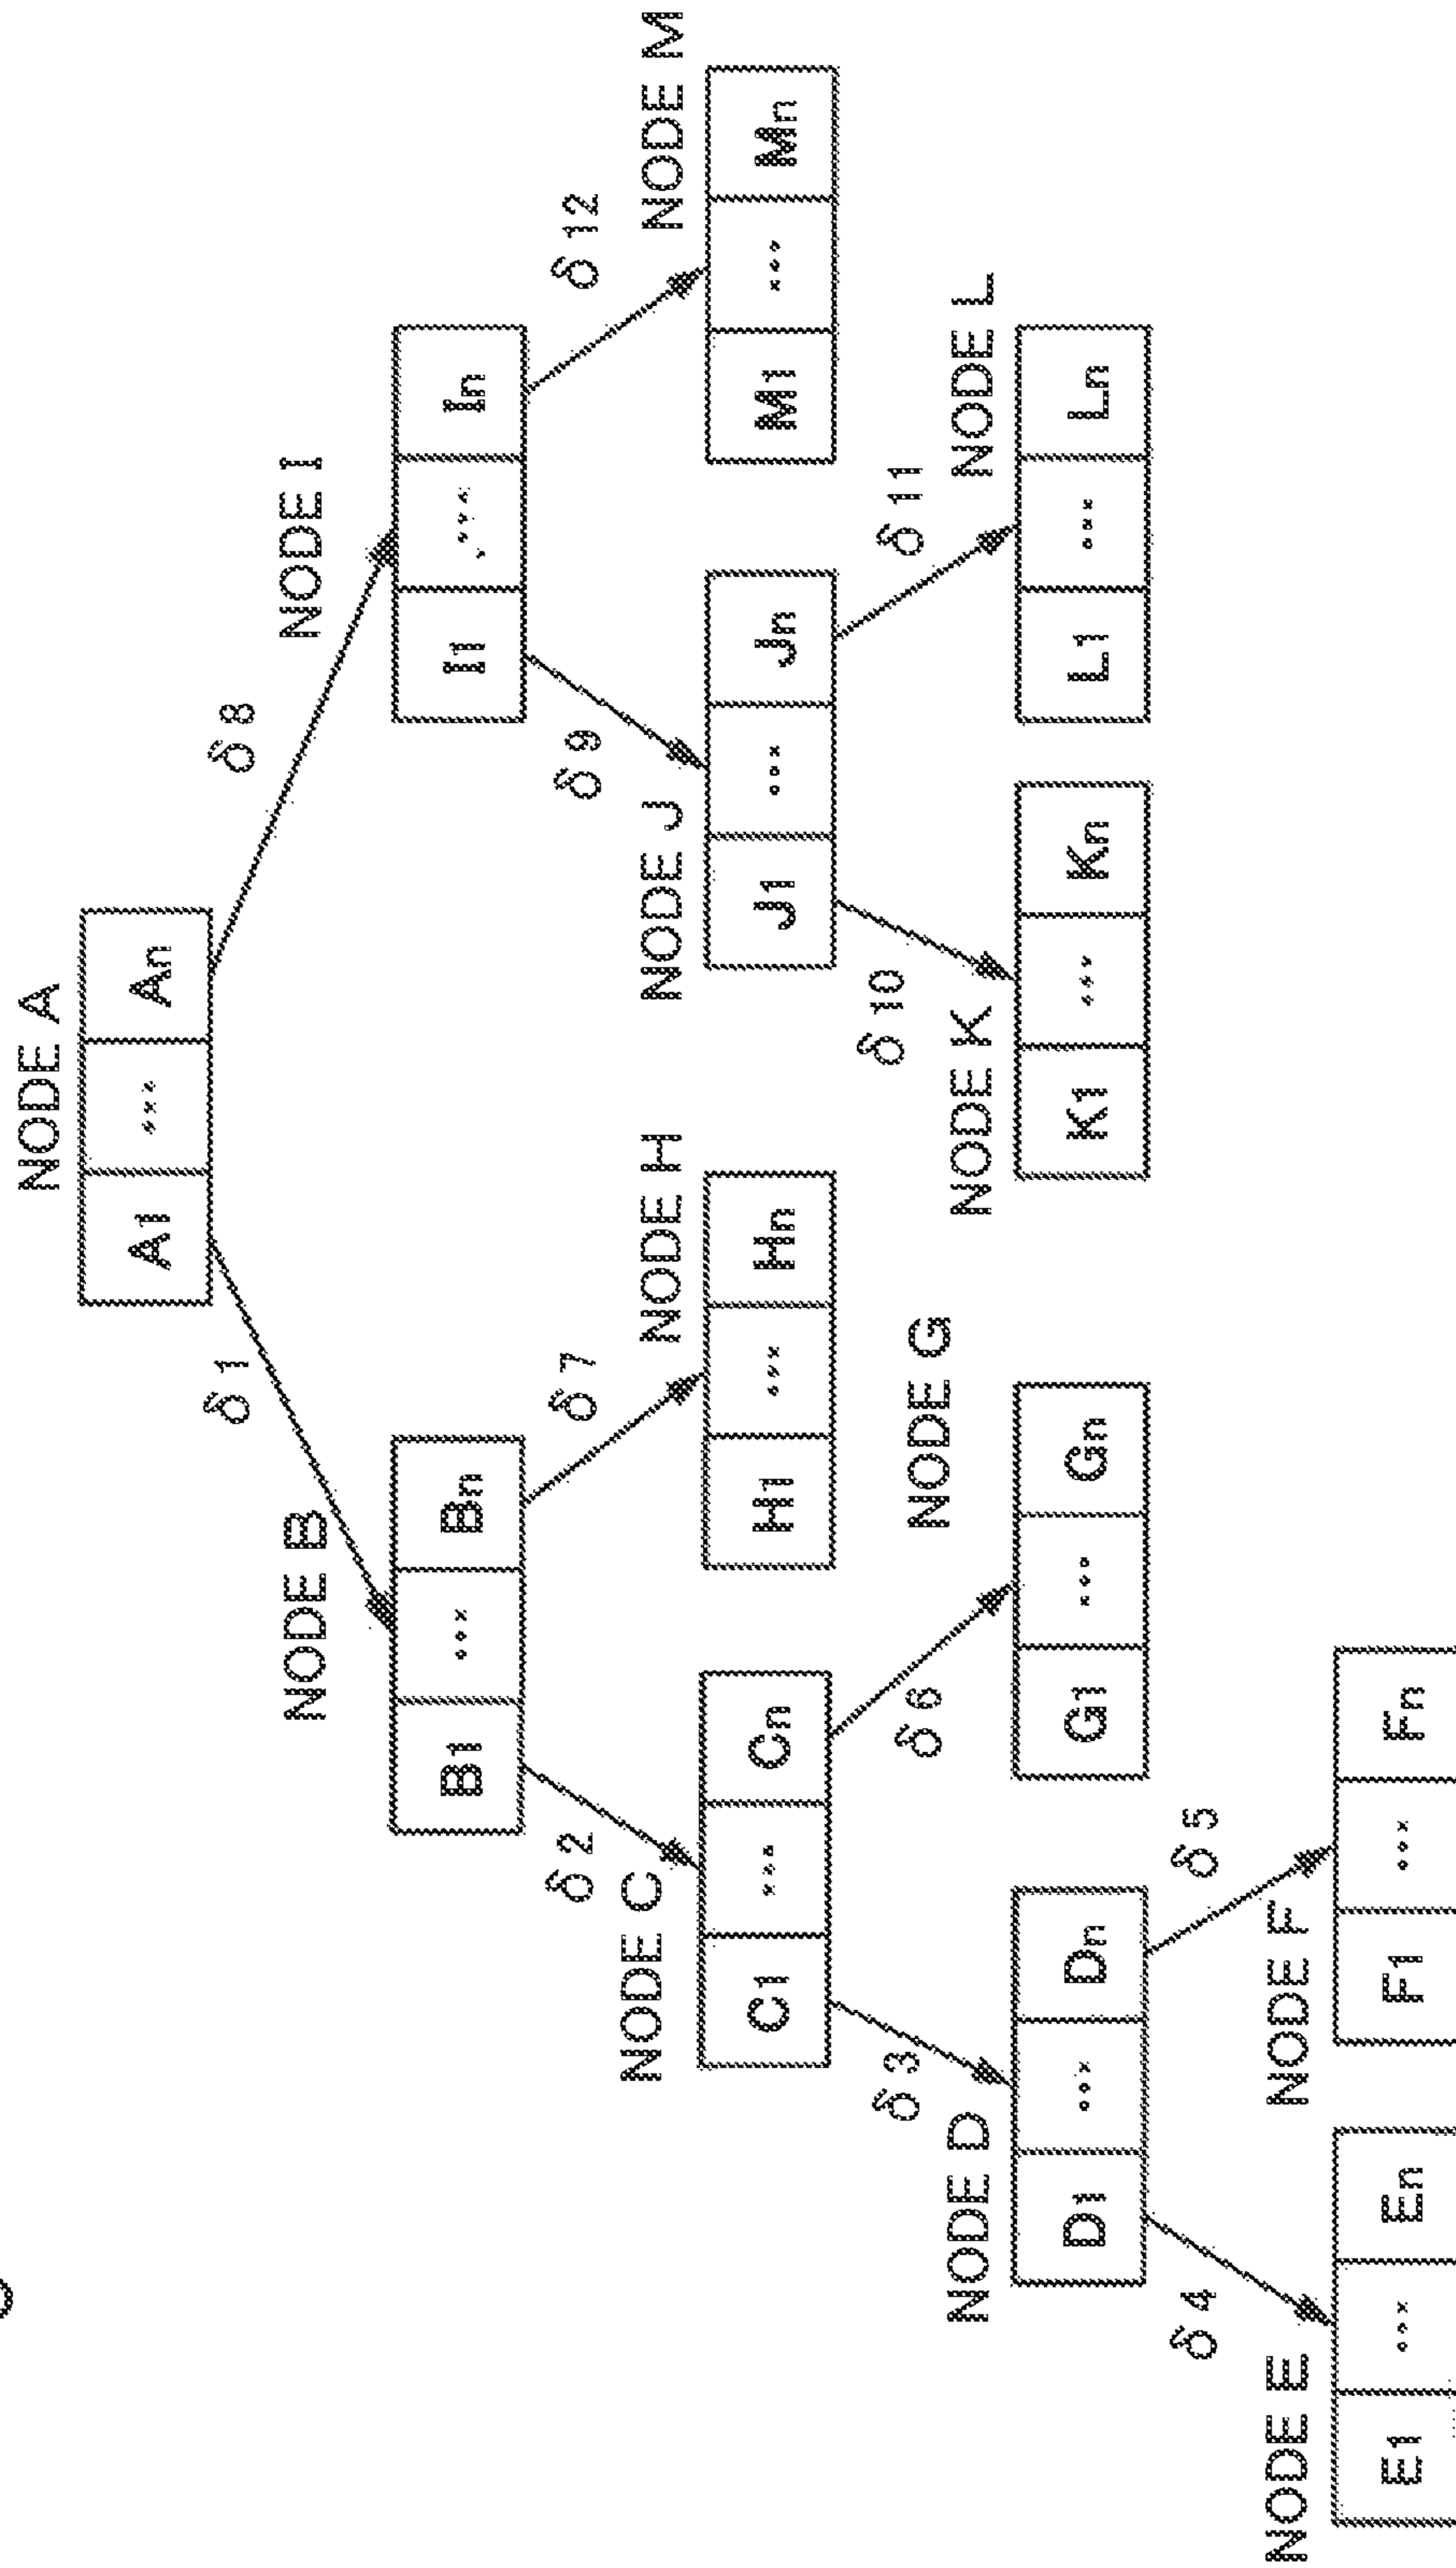 NODE A
A1 ... An
δ1
δ8
NODE B
NODE I
B1 ... Bn
I1 ... In
δ2
δ7
δ9
δ12
NODE C
NODE H
NODE J
NODE M
C1 ... Cn
H1 ... Hn
J1 ... Jn
M1 ... Mn
δ3
δ6
δ10
δ11
NODE D
NODE G
NODE K
NODE L
D1 ... Dn
G1 ... Gn
K1 ... Kn
L1 ... Ln
δ4
δ5
NODE E
NODE F
E1 ... En
F1 ... Fn